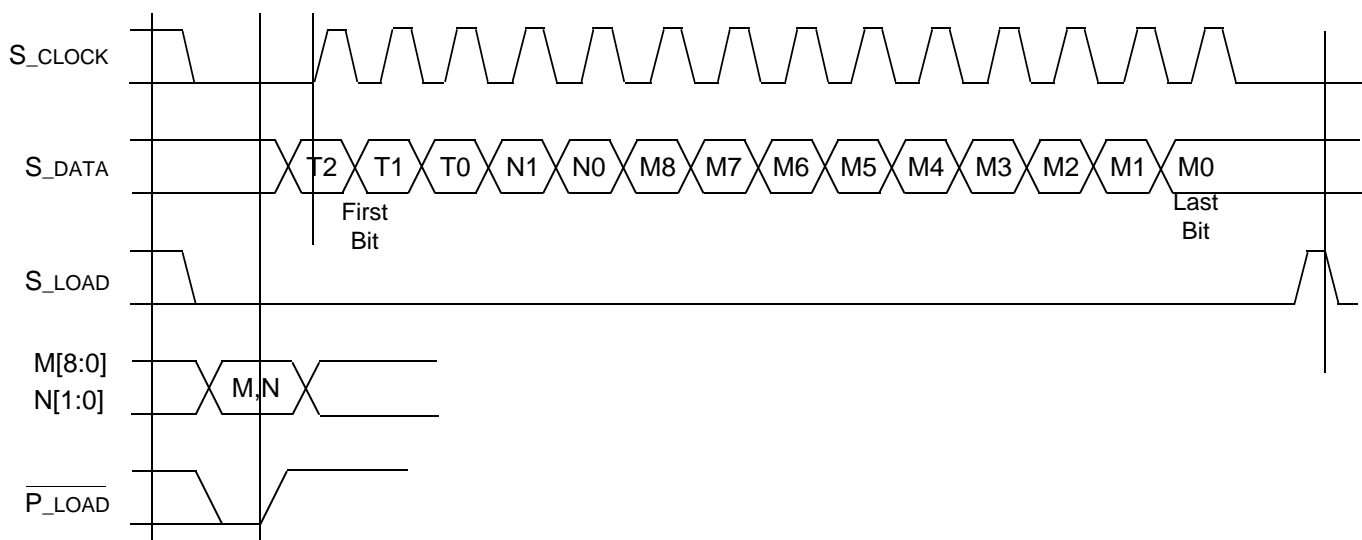 S_CLOCK
S_DATA
T2 T1 T0 N1 N0 M8 M7 M6 M5 M4 M3 M2 M1 M0
First
Bit
Last
Bit
S_LOAD
M[8:0]
N[1:0]
M,N
P_LOAD